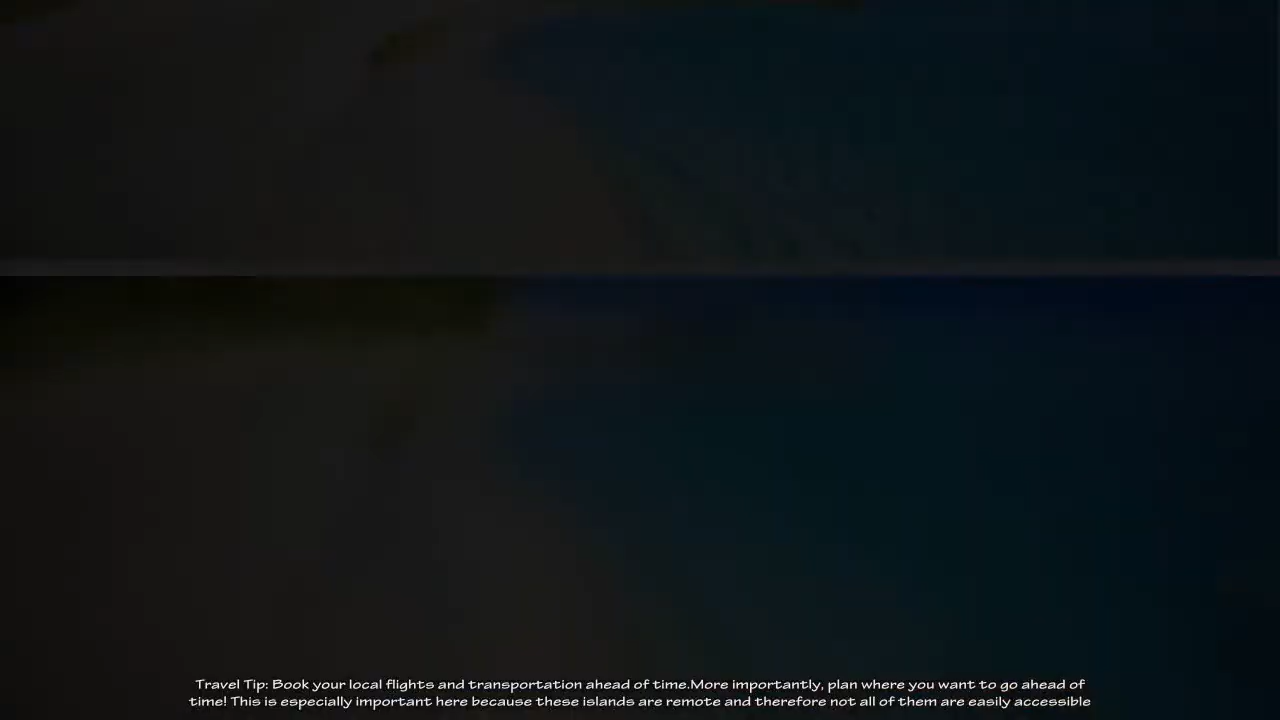 Travel Tip: Book your local flights and transportation ahead of time.More importantly, plan where you want to go ahead of
time! This is especially important here because these islands are remote and therefore not all of them are easily accessible